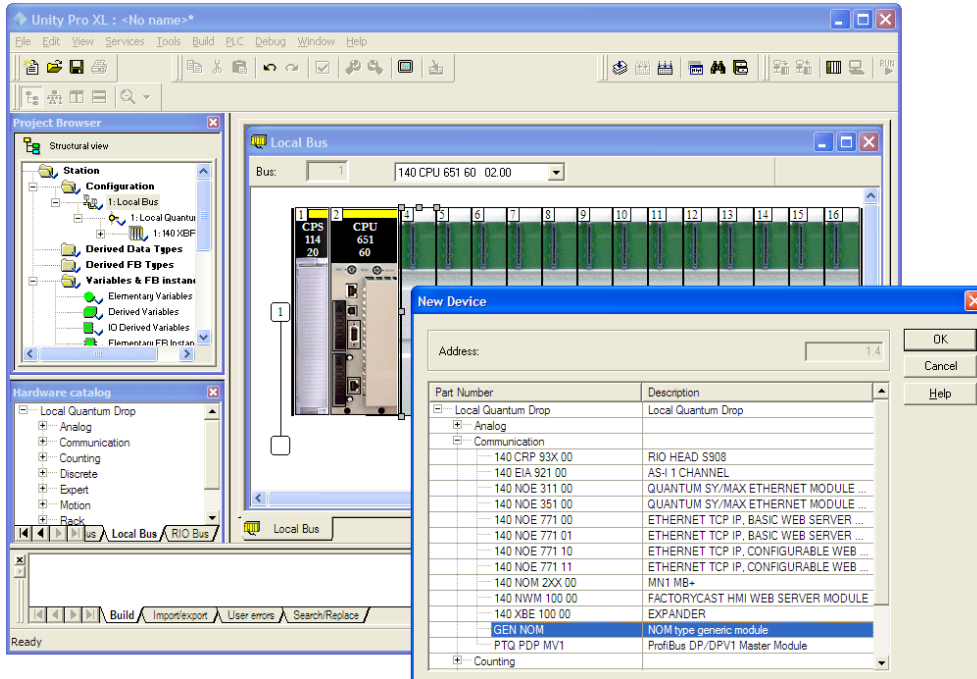 Unity Pro XL : <No name>*
File Edit View Services Tools Build PLC Debug Window Help
RUN
Project Browser
Structural view
Station
Configuration
1: Local Bus
1: Local Quantu
1: 140 XBF
Derived Data Types
Derived FB Types
Variables & FB instan
Elementary Variables
Derived Variables
IO Derived Variables
Elementary FB Instan
Hardware catalog
Local Quantum Drop
Analog
Communication
Counting
Discrete
Expert
Motion
Rack
us Local Bus RIO Bus
Local Bus
Bus: 1 140 CPU 651 60 02.00
1 2 4 5 6 7 8 9 10 11 12 13 14 15 16
CPS 114 20
CPU 651 60
1
Local Bus
New Device
Address: 1.4
OK
Cancel
Help
Part Number Description
Local Quantum Drop Local Quantum Drop
Analog
Communication
140 CRP 93X 00 RIO HEAD S908
140 EIA 921 00 AS-I 1 CHANNEL
140 NOE 311 00 QUANTUM SY/MAX ETHERNET MODULE ...
140 NOE 351 00 QUANTUM SY/MAX ETHERNET MODULE ...
140 NOE 771 00 ETHERNET TCP IP, BASIC WEB SERVER ...
140 NOE 771 01 ETHERNET TCP IP, BASIC WEB SERVER ...
140 NOE 771 10 ETHERNET TCP IP, CONFIGURABLE WEB ...
140 NOE 771 11 ETHERNET TCP IP, CONFIGURABLE WEB ...
140 NOM 2XX 00 MN1 MB+
140 NWM 100 00 FACTORYCAST HMI WEB SERVER MODULE
140 XBE 100 00 EXPANDER
GEN NOM NOM type generic module
PTQ PDP MV1 ProfiBus DP/DPV1 Master Module
Counting
Build Import/export User errors Search/Replace
Ready